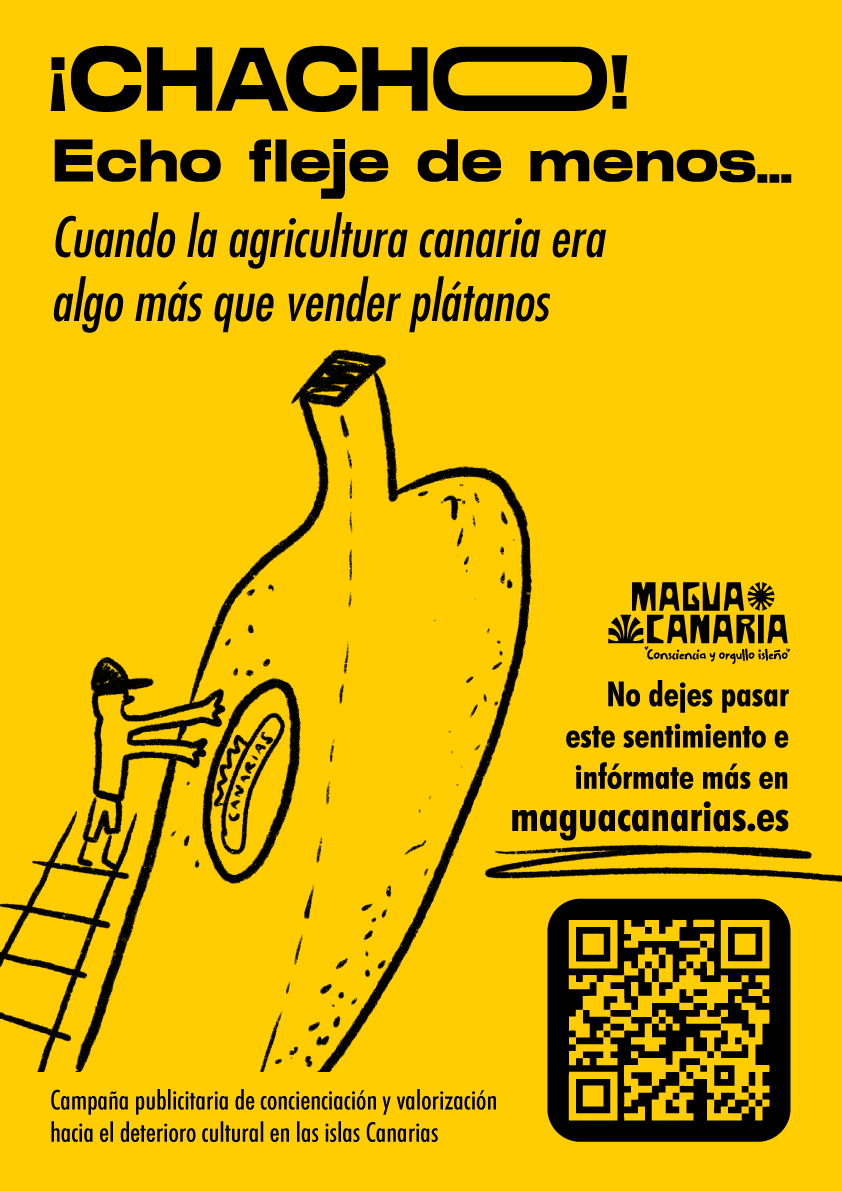 ¡CHACHO!
Echo fleje de menos...
Cuando la agricultura canaria era
algo más que vender plátanos
CANARIAS
MAGUA
CANARIA
"Consciencia y orgullo isleño"
No dejes pasar
este sentimiento e
infórmate más en
maguacanarias.es
Campaña publicitaria de concienciación y valorización
hacia el deterioro cultural en las islas Canarias